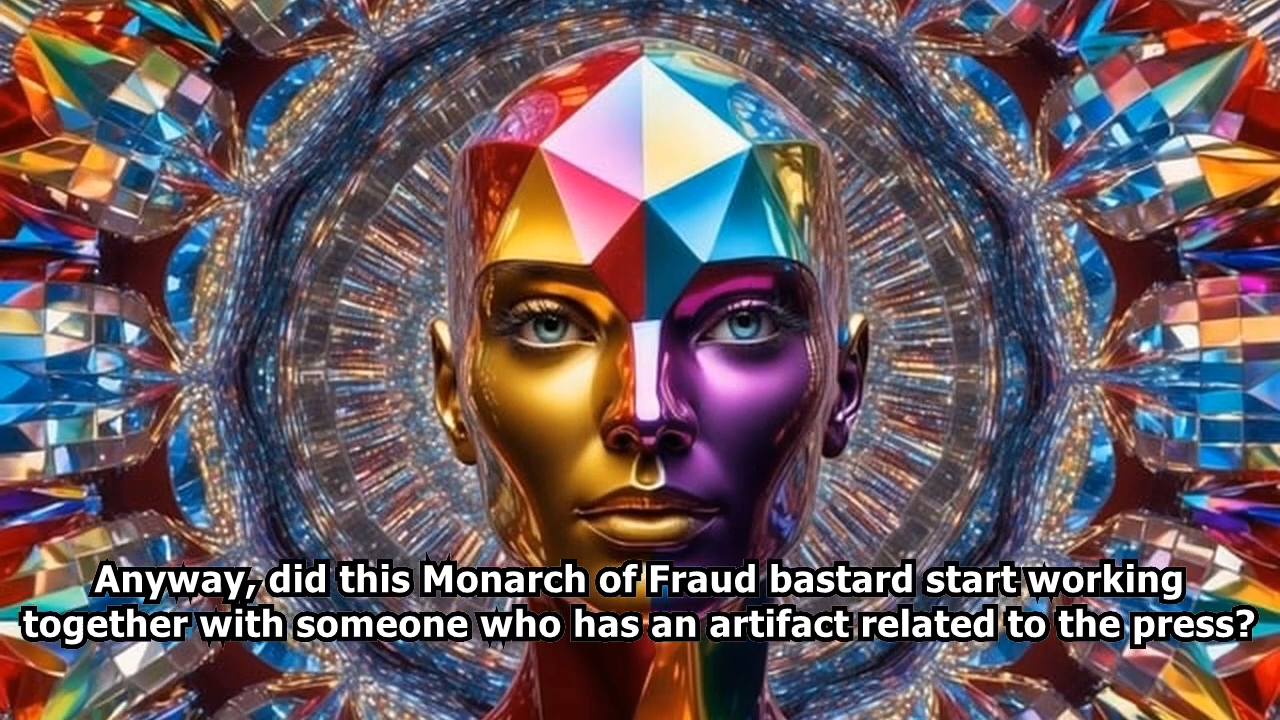 Anyway, did this Monarch of Fraud bastard start working
together with someone who has an artifact related to the press?